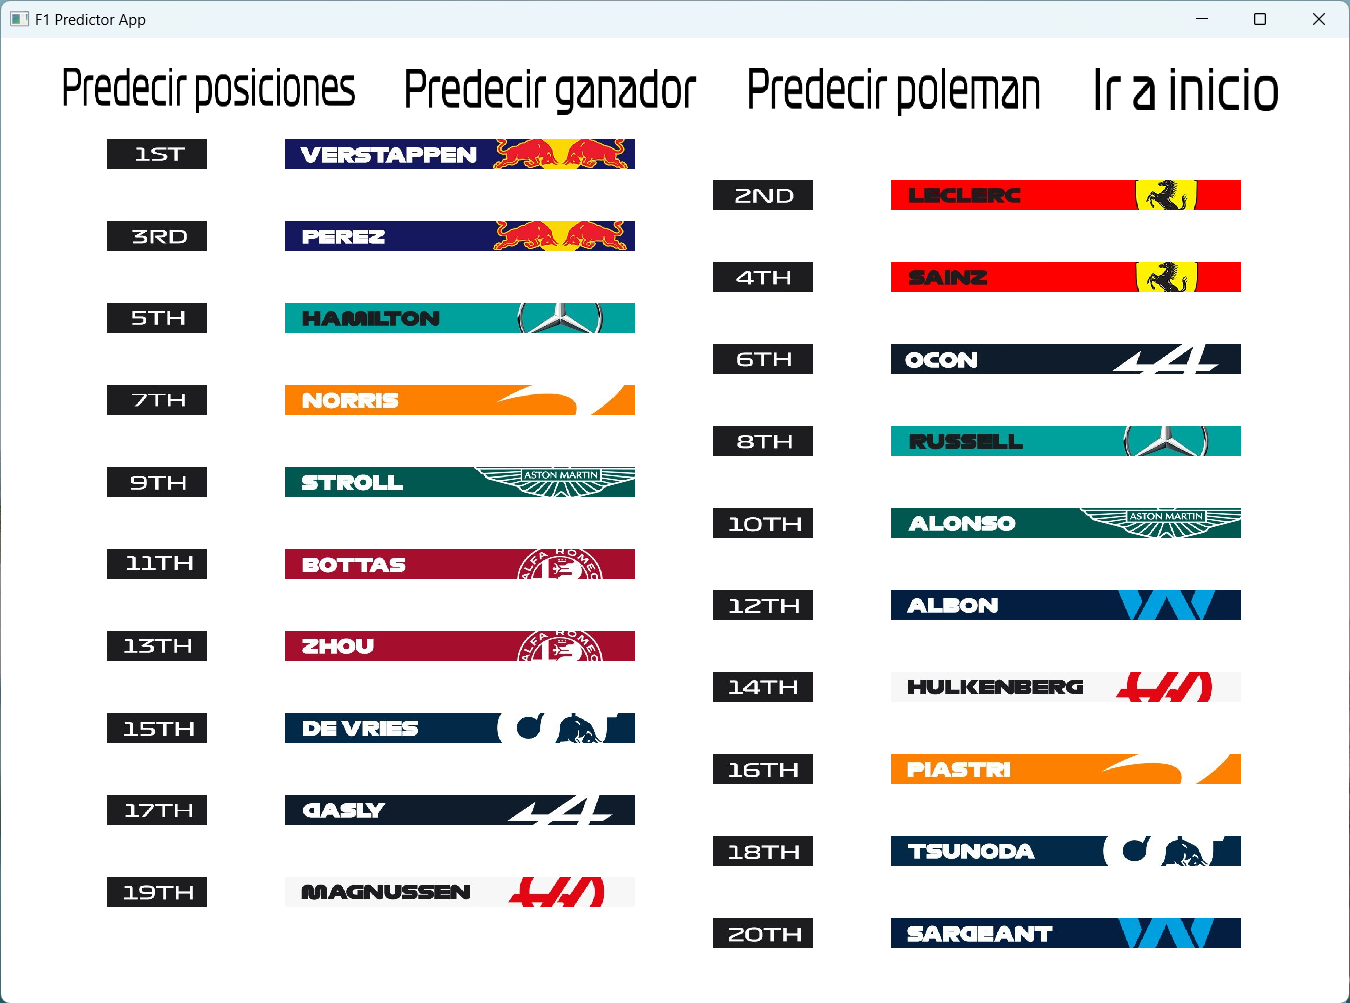 F1 Predictor App
Predecir posiciones Predecir ganador Predecir poleman Ir a inicio
1ST VERSTAPPEN
2ND LECLERC
3RD PEREZ
4TH SAINZ
5TH HAMILTON
6TH OCON
7TH NORRIS
8TH RUSSELL
9TH STROLL ASTON MARTIN
10TH ALONSO ASTON MARTIN
11TH BOTTAS ALFA ROMEO
12TH ALBON
13TH ZHOU ALFA ROMEO
14TH HULKENBERG
15TH DE VRIES
16TH PIASTRI
17TH GASLY
18TH TSUNODA
19TH MAGNUSSEN
20TH SARGEANT